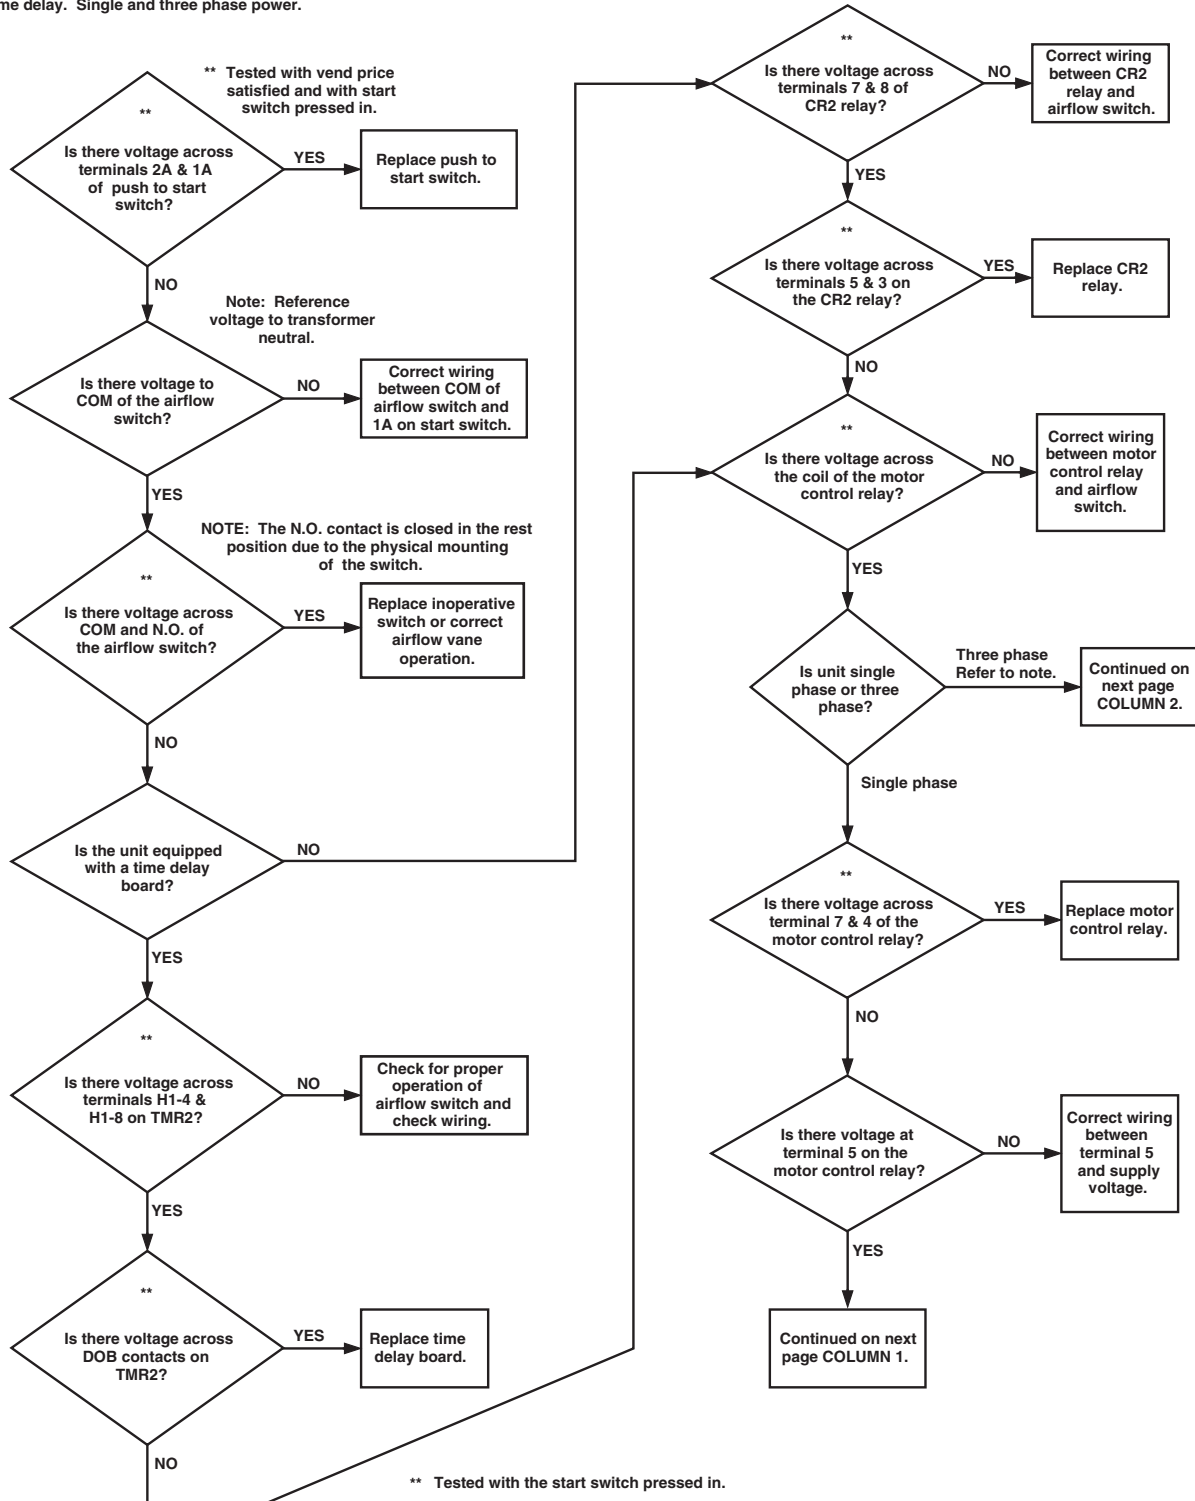 me delay. Single and three phase power.
** Tested with vend price
satisfied and with start
switch pressed in.
**
Is there voltage across
terminals 2A & 1A
of push to start
switch?
YES
Replace push to
start switch.
NO
Note: Reference
voltage to transformer
neutral.
Is there voltage to
COM of the airflow
switch?
NO
Correct wiring
between COM of
airflow switch and
1A on start switch.
YES
NOTE: The N.O. contact is closed in the rest
position due to the physical mounting
of the switch.
**
Is there voltage across
COM and N.O. of
the airflow switch?
YES
Replace inoperative
switch or correct
airflow vane
operation.
NO
Is the unit equipped
with a time delay
board?
NO
YES
**
Is there voltage across
terminals H1-4 &
H1-8 on TMR2?
NO
Check for proper
operation of
airflow switch and
check wiring.
YES
**
Is there voltage across
DOB contacts on
TMR2?
YES
Replace time
delay board.
NO
**
Is there voltage across
terminals 7 & 8 of
CR2 relay?
NO
Correct wiring
between CR2
relay and
airflow switch.
YES
**
Is there voltage across
terminals 5 & 3 on
the CR2 relay?
YES
Replace CR2
relay.
NO
**
Is there voltage across
the coil of the motor
control relay?
NO
Correct wiring
between motor
control relay
and airflow
switch.
YES
Is unit single
phase or three
phase?
Three phase
Refer to note.
Continued on
next page
COLUMN 2.
Single phase
**
Is there voltage across
terminal 7 & 4 of the
motor control relay?
YES
Replace motor
control relay.
NO
Is there voltage at
terminal 5 on the
motor control relay?
NO
Correct wiring
between
terminal 5
and supply
voltage.
YES
Continued on next
page COLUMN 1.
** Tested with the start switch pressed in.